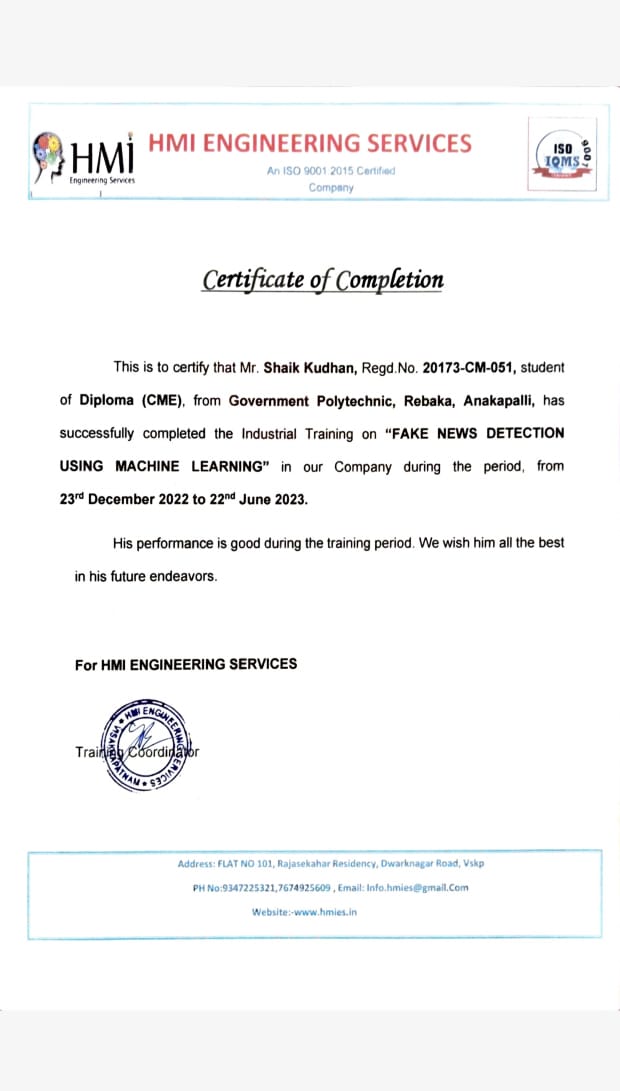 HMi
Engineering Services
HMI ENGINEERING SERVICES
An ISO 9001 2015 Certified
Company
ISO
9001
IQMS
Certificate of Completion
This is to certify that Mr. Shaik Kudhan, Regd.No. 20173-CM-051, student
of Diploma (CME), from Government Polytechnic, Rebaka, Anakapalli, has
successfully completed the Industrial Training on “FAKE NEWS DETECTION
USING MACHINE LEARNING” in our Company during the period, from
23rd December 2022 to 22nd June 2023.
His performance is good during the training period. We wish him all the best
in his future endeavors.
For HMI ENGINEERING SERVICES
HMI ENGINEERING SERVICES
VISAKHAPATNAM
Training Coordinator
Address: FLAT NO 101, Rajasekahar Residency, Dwarknagar Road, Vskp
PH No:9347225321,7674925609 , Email: Info.hmies@gmail.Com
Website:-www.hmies.in